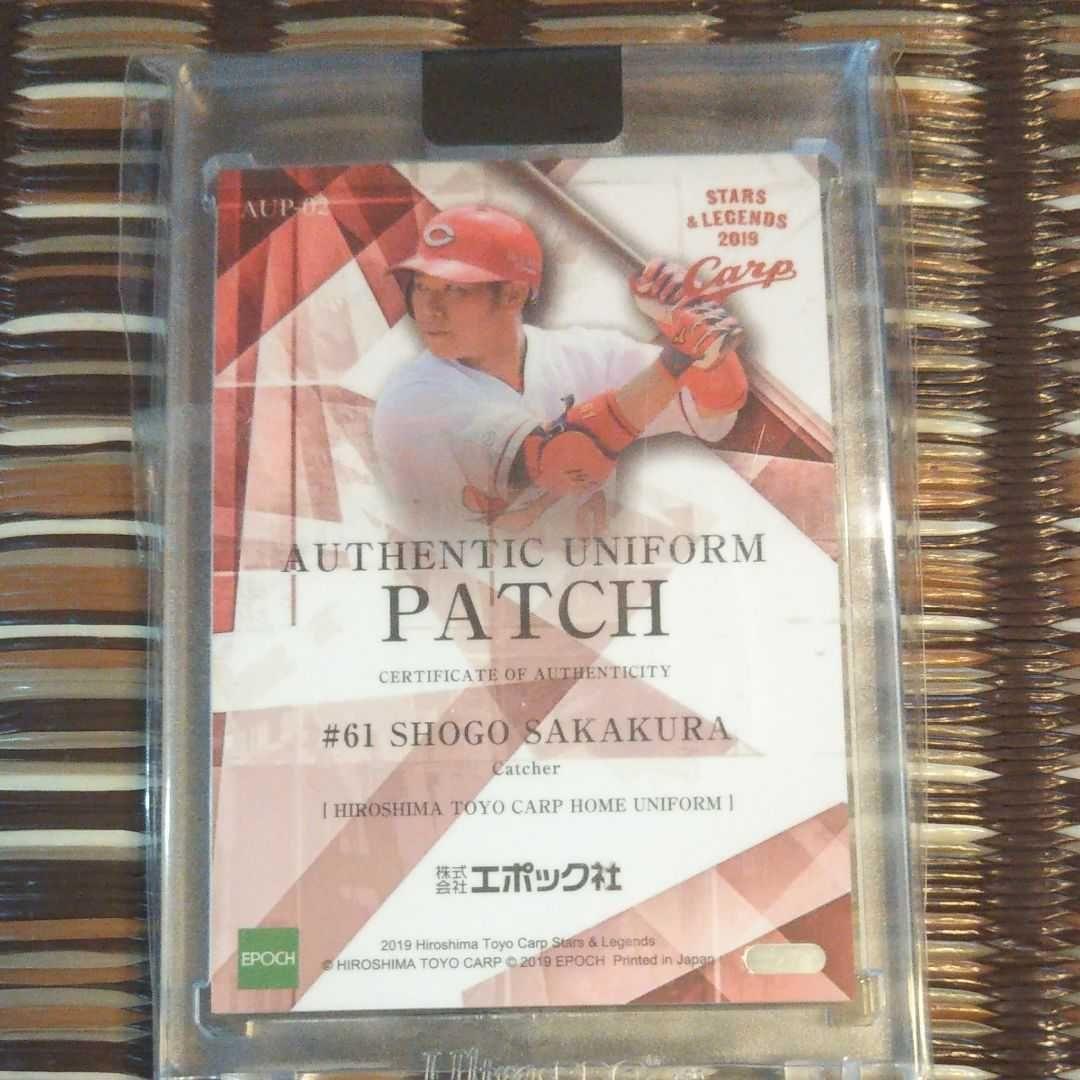 AUP-02
STARS
& LEGENDS
2019
Carp
C
AUTHENTIC UNIFORM
PATCH
CERTIFICATE OF AUTHENTICITY
#61 SHOGO SAKAKURA
Catcher
[ HIROSHIMA TOYO CARP HOME UNIFORM ]
株式会社 エポック社
2019 Hiroshima Toyo Carp Stars & Legends
© HIROSHIMA TOYO CARP © 2019 EPOCH Printed in Japan
EPOCH